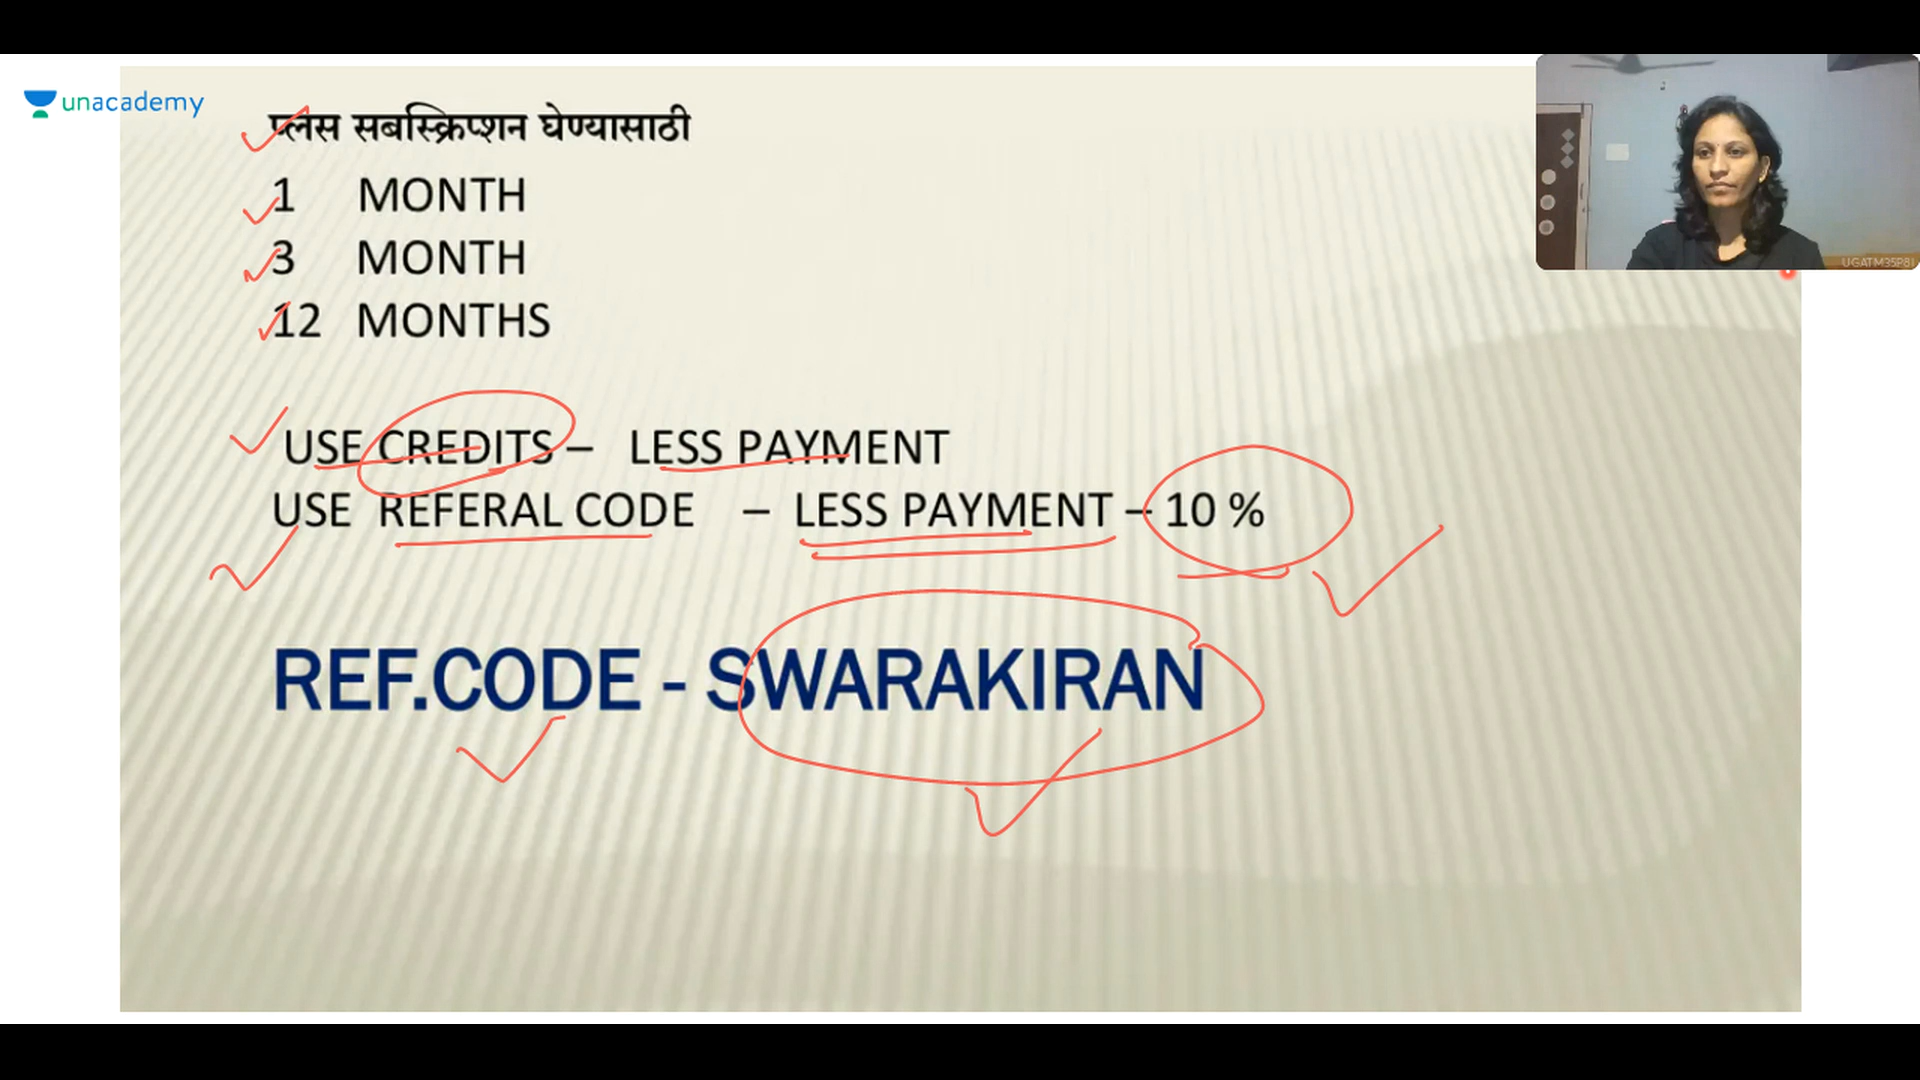 unacademy
प्लस सबस्क्रिप्शन घेण्यासाठी
1 MONTH
3 MONTH
12 MONTHS
USE CREDITS – LESS PAYMENT
USE REFERAL CODE – LESS PAYMENT – 10 %
REF.CODE - SWARAKIRAN
UGATM35P8I